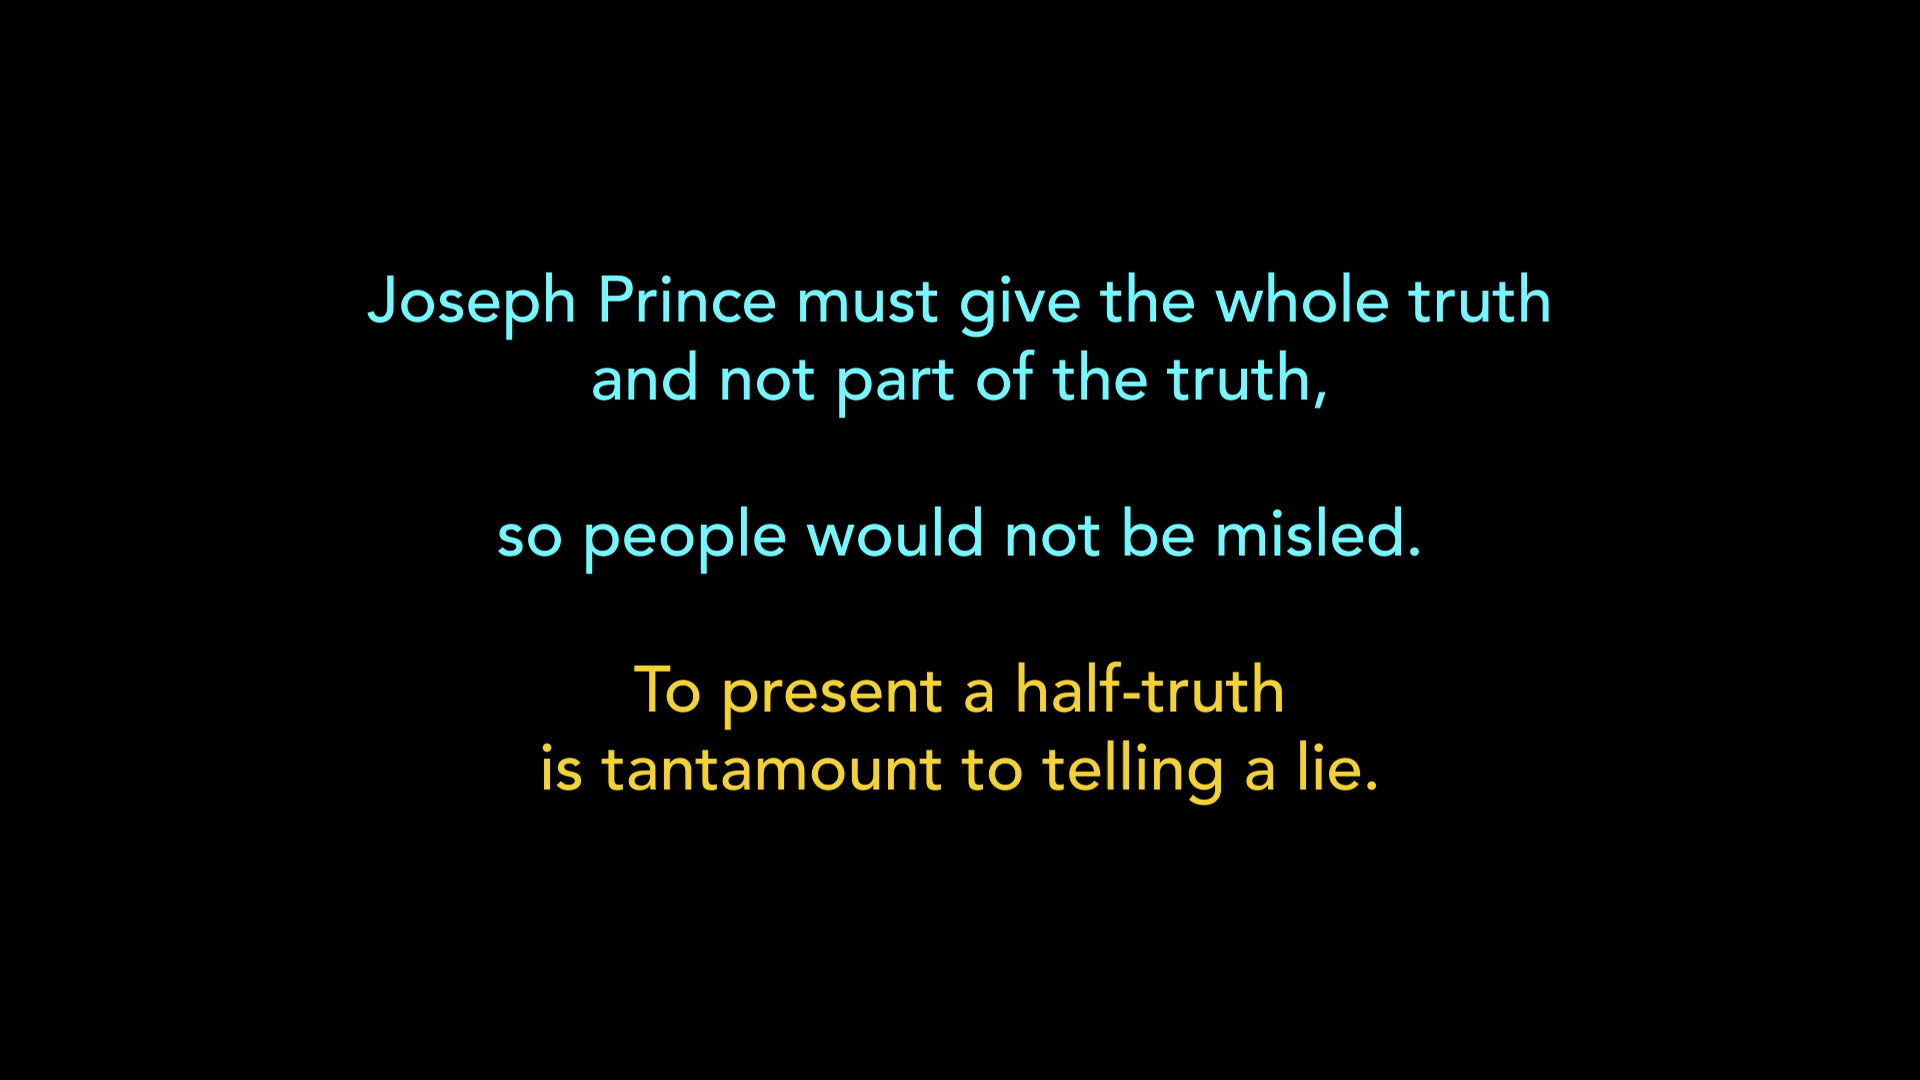 Joseph Prince must give the whole truth
and not part of the truth,
so people would not be misled.
To present a half-truth
is tantamount to telling a lie.